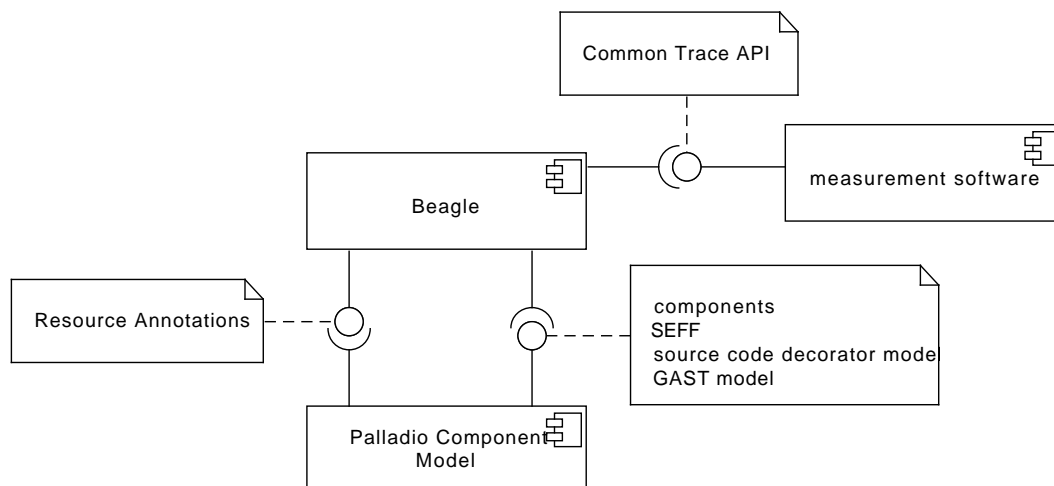 Common Trace API
measurement software
Beagle
Resource Annotations
components
SEFF
source code decorator model
GAST model
Palladio Component
Model